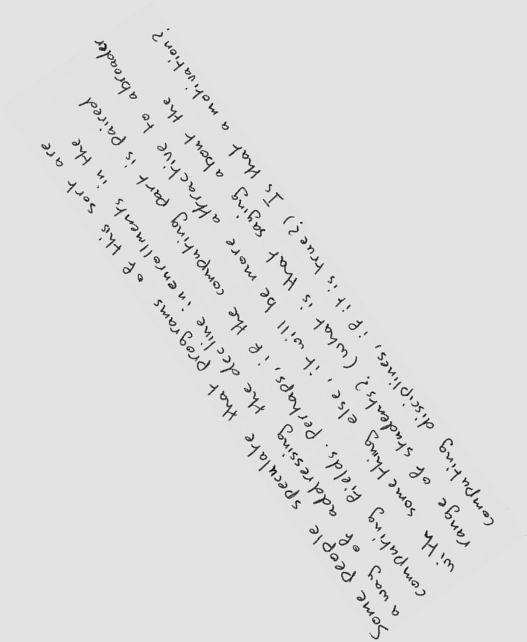 Some people speculate that programs of this sort are
a way of addressing the decline in enrollments in the
computing fields. Perhaps, if the computing part is paired
with something else, it will be more attractive to abroader
range of students? (what is that saying about the
computing disciplines, if it is true?) Is that a motivation?